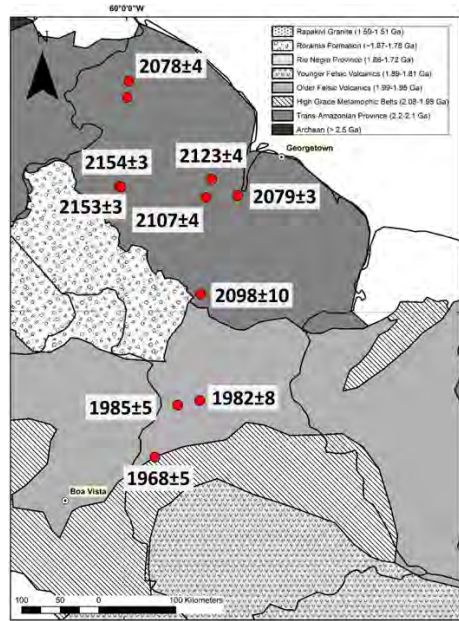 60°0'0"W
N
Rapakivi Granite (1.59-1.51 Ga)
Roraima Formation (~1.87-1.78 Ga)
Rio Negro Province (1.86-1.72 Ga)
Younger Felsic Volcanics (1.89-1.81 Ga)
Older Felsic Volcanics (1.99-1.95 Ga)
High Grade Metamorphic Belts (2.08-1.98 Ga)
Trans-Amazonian Province (2.2-2.1 Ga)
Archean (> 2.5 Ga)
2078±4
Georgetown
2154±3
2123±4
2153±3
2107±4
2079±3
2098±10
1985±5
1982±8
1968±5
Boa Vista
100 50 0 100 Kilometers